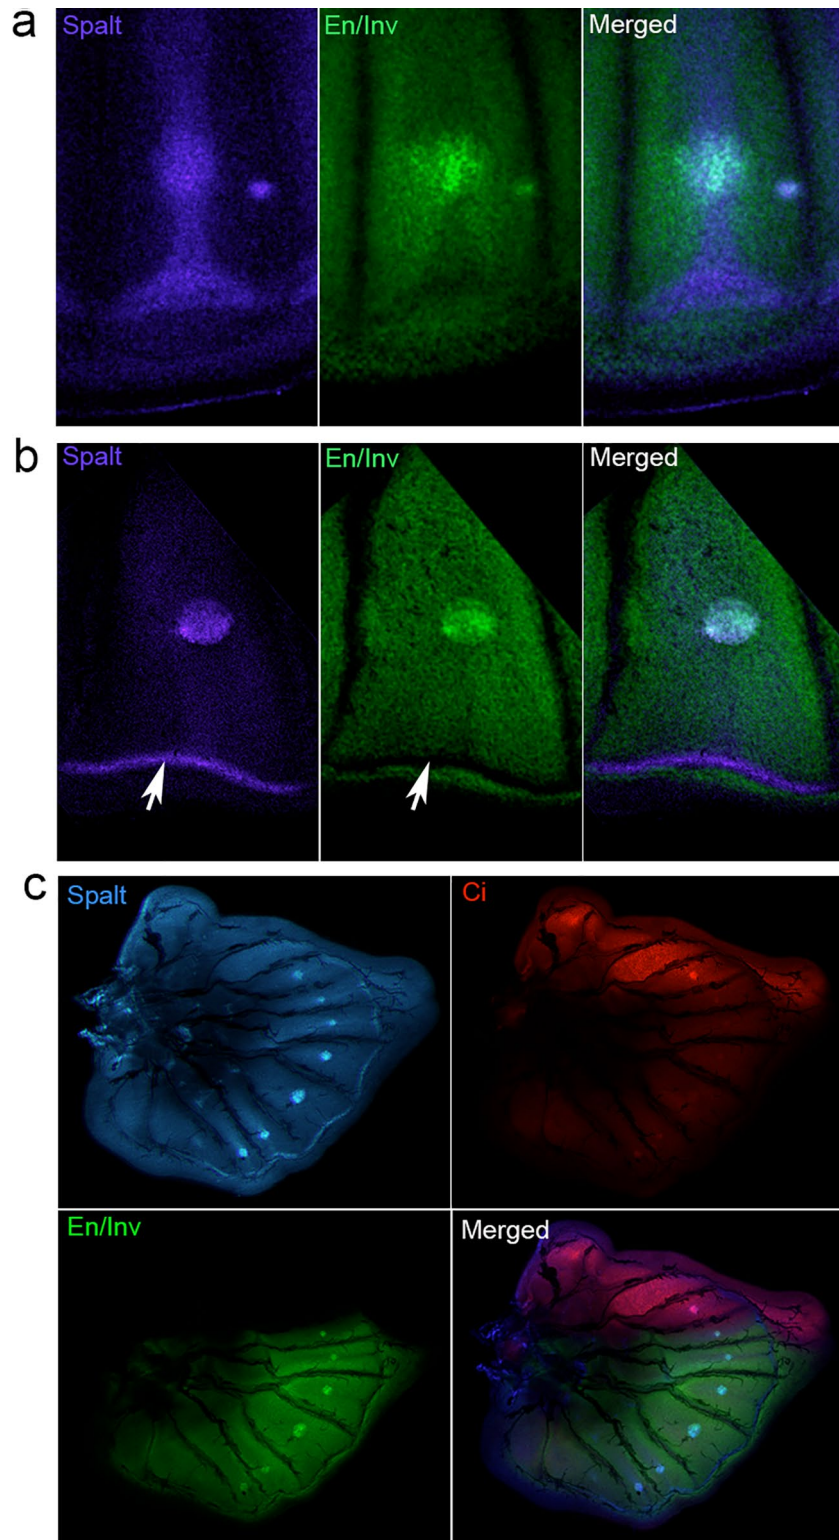 a
Spalt En/Inv Merged
b
Spalt En/Inv Merged
c
Spalt Ci
En/Inv Merged